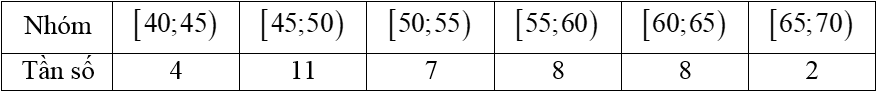 Nhóm [40;45) [45;50) [50;55) [55;60) [60;65) [65;70)
Tần số 4 11 7 8 8 2